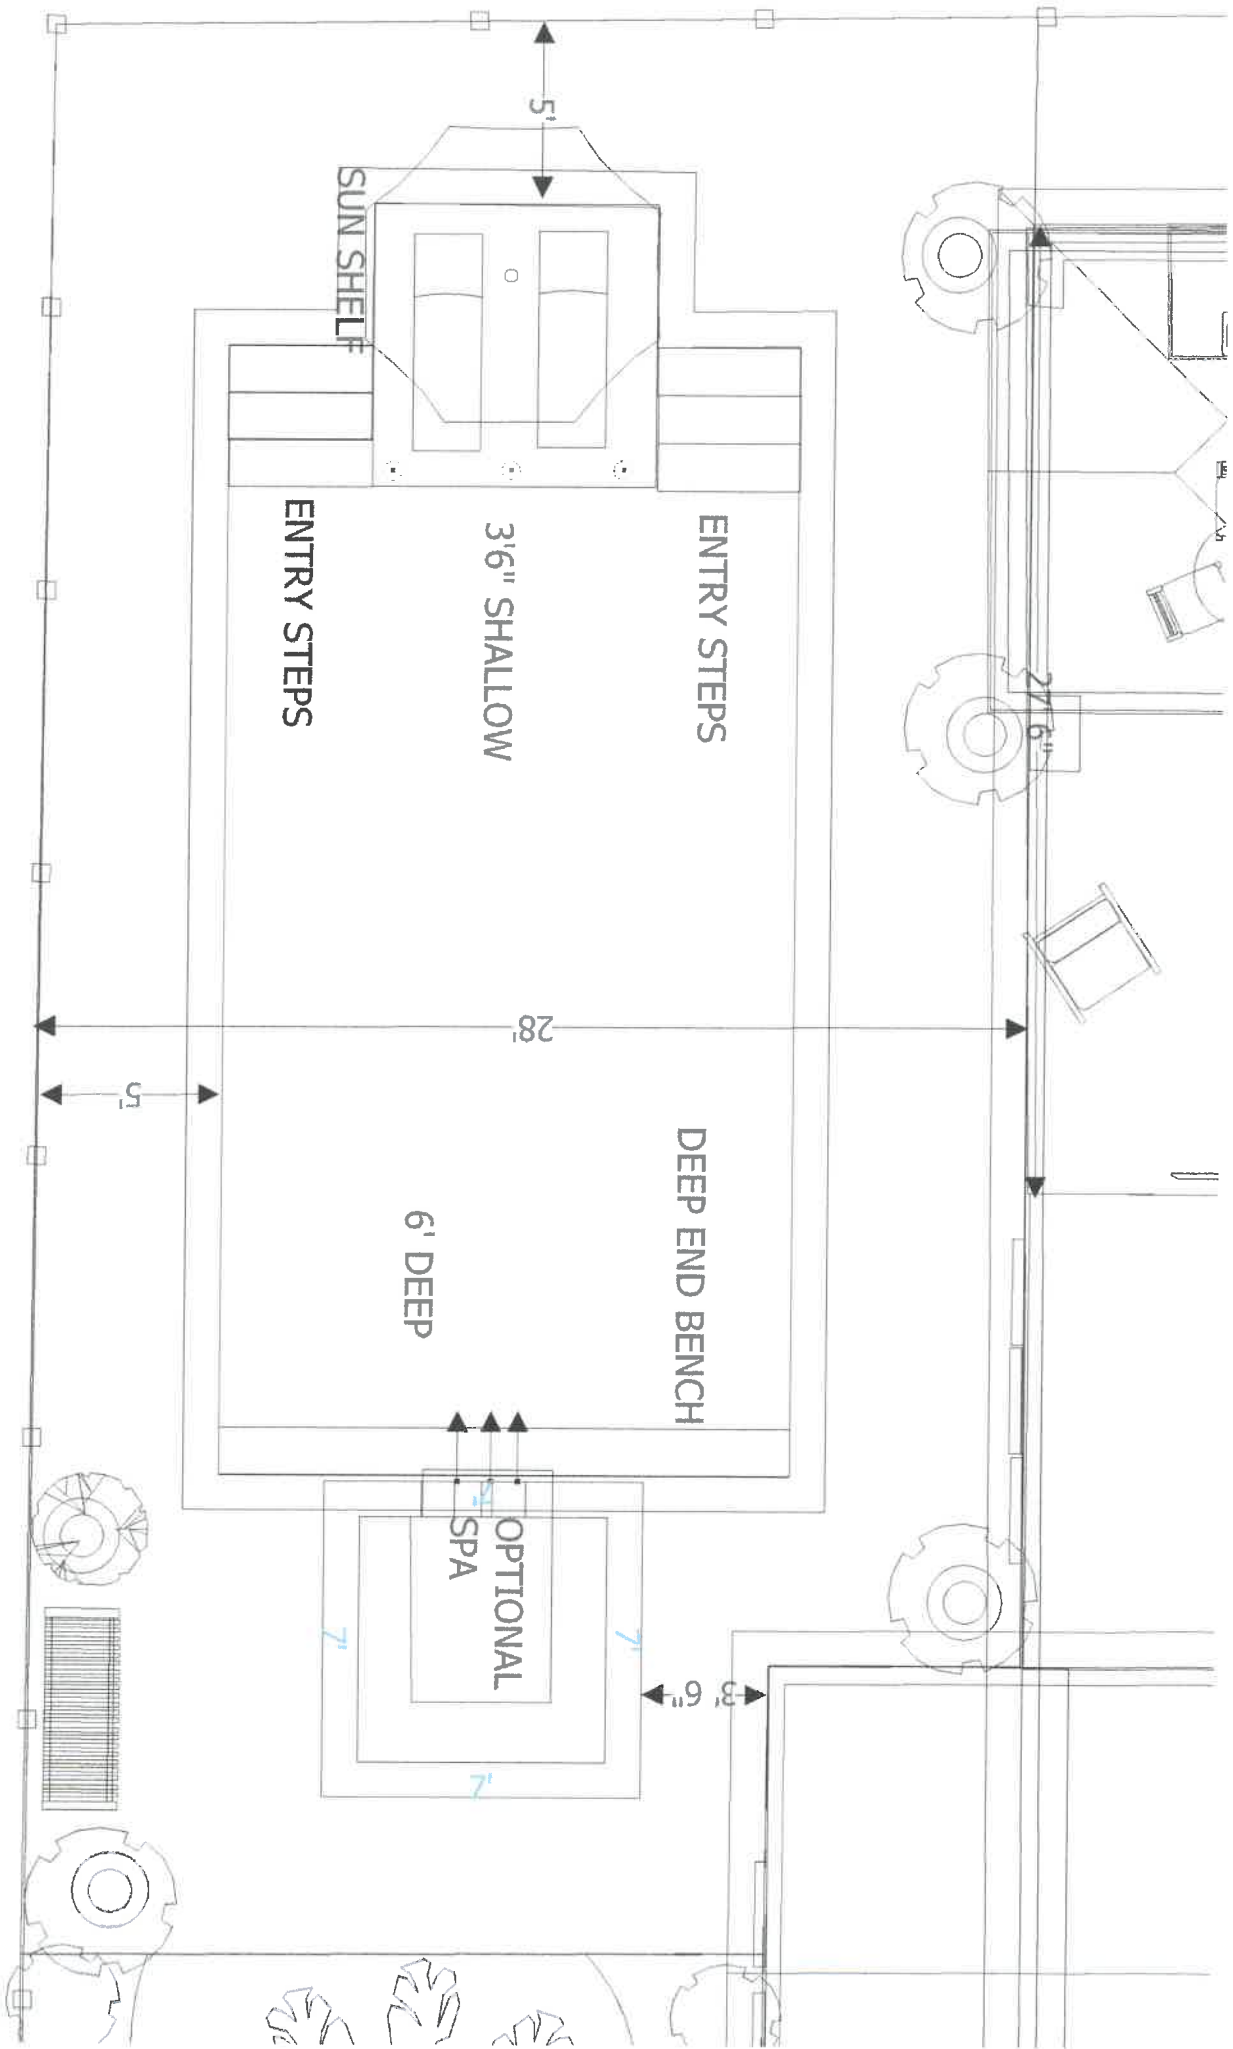 5'
SUN SHELF
ENTRY STEPS
3'6" SHALLOW
ENTRY STEPS
27' 6"
28'
5'
DEEP END BENCH
6' DEEP
OPTIONAL
SPA
7'
7'
3' 6"
7'